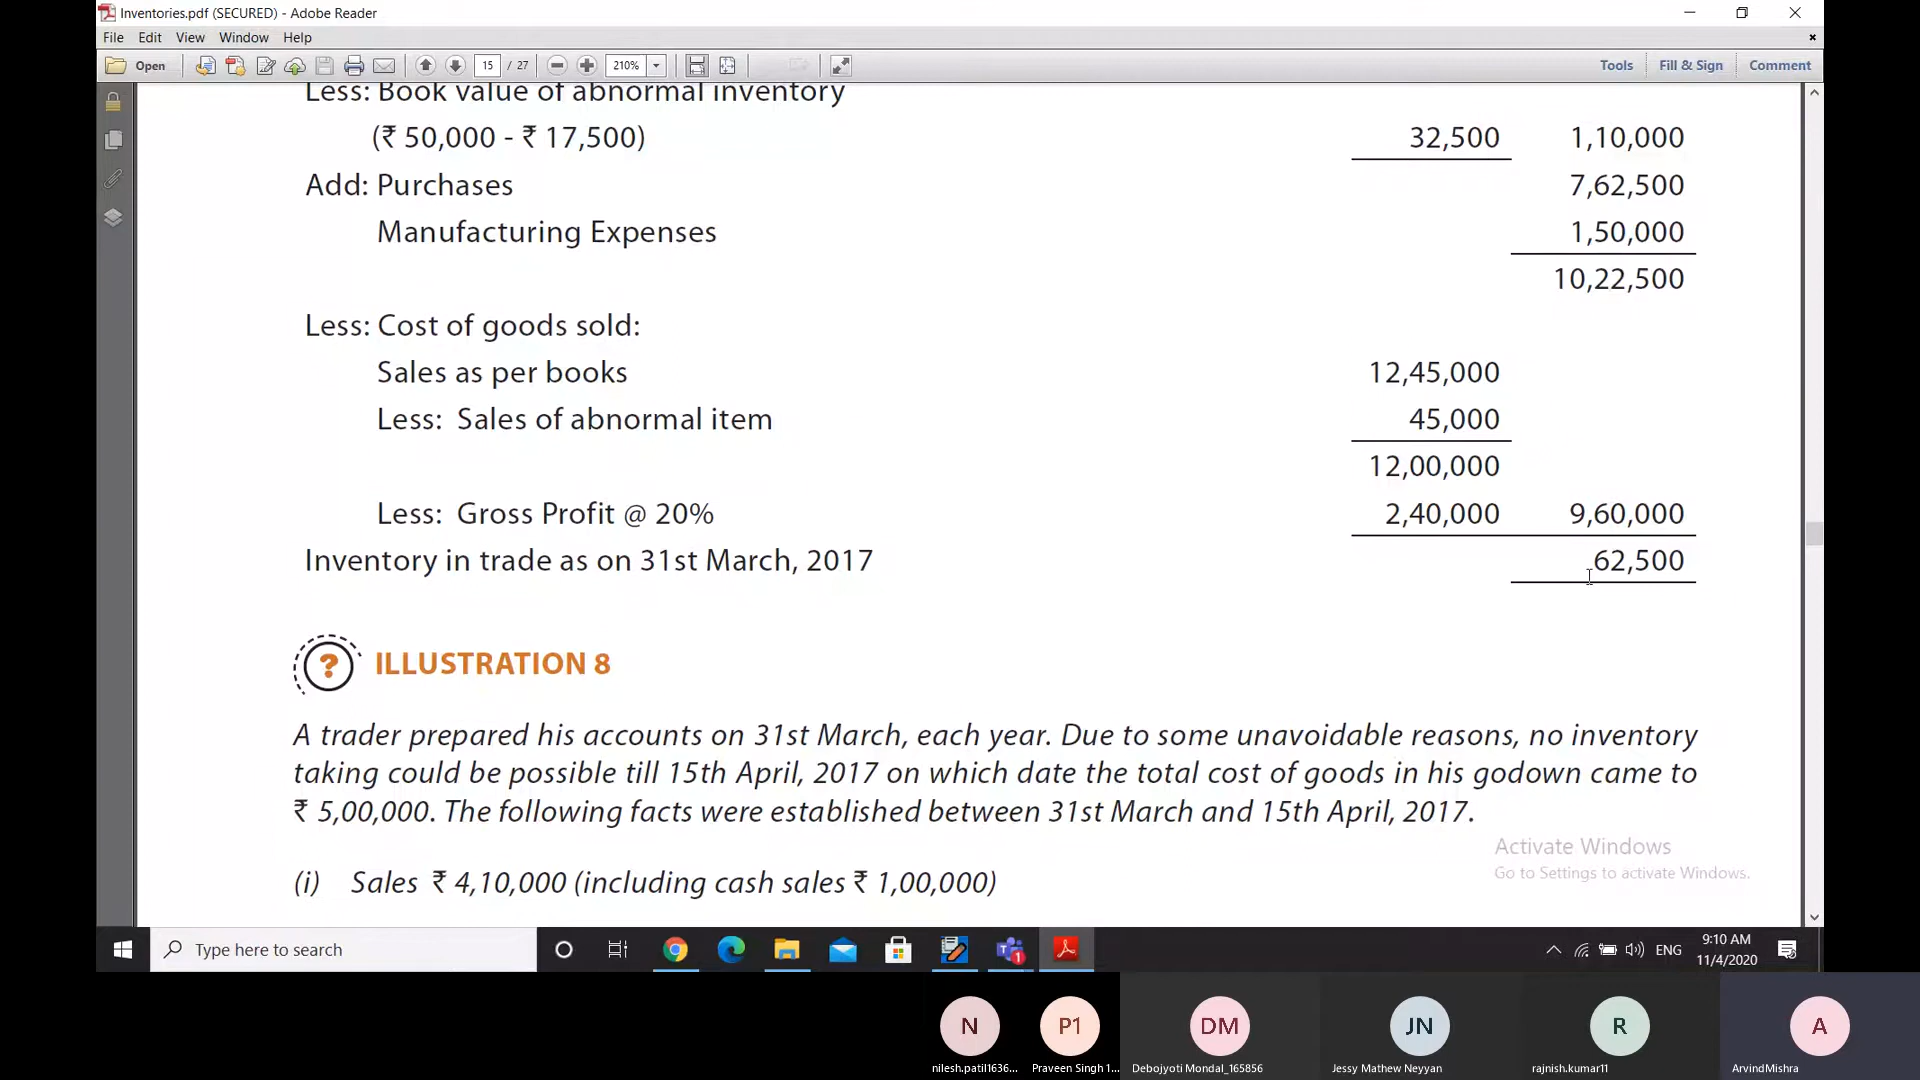 Inventories.pdf (SECURED) - Adobe Reader
File Edit View Window Help
Open 15 / 27 210% Tools Fill & Sign Comment
Less: Book value of abnormal inventory
(₹ 50,000 - ₹ 17,500) 32,500 1,10,000
Add: Purchases 7,62,500
Manufacturing Expenses 1,50,000
10,22,500
Less: Cost of goods sold:
Sales as per books 12,45,000
Less: Sales of abnormal item 45,000
12,00,000
Less: Gross Profit @ 20% 2,40,000 9,60,000
Inventory in trade as on 31st March, 2017 62,500
? ILLUSTRATION 8
A trader prepared his accounts on 31st March, each year. Due to some unavoidable reasons, no inventory
taking could be possible till 15th April, 2017 on which date the total cost of goods in his godown came to
₹ 5,00,000. The following facts were established between 31st March and 15th April, 2017.
Activate Windows
Go to Settings to activate Windows.
(i) Sales ₹ 4,10,000 (including cash sales ₹ 1,00,000)
Type here to search 1 ENG 9:10 AM
11/4/2020
N P1 DM JN R A
nilesh.patil1636... Praveen Singh 1... Debojyoti Mondal_165856 Jessy Mathew Neyyan rajnish.kumar11 ArvindMishra